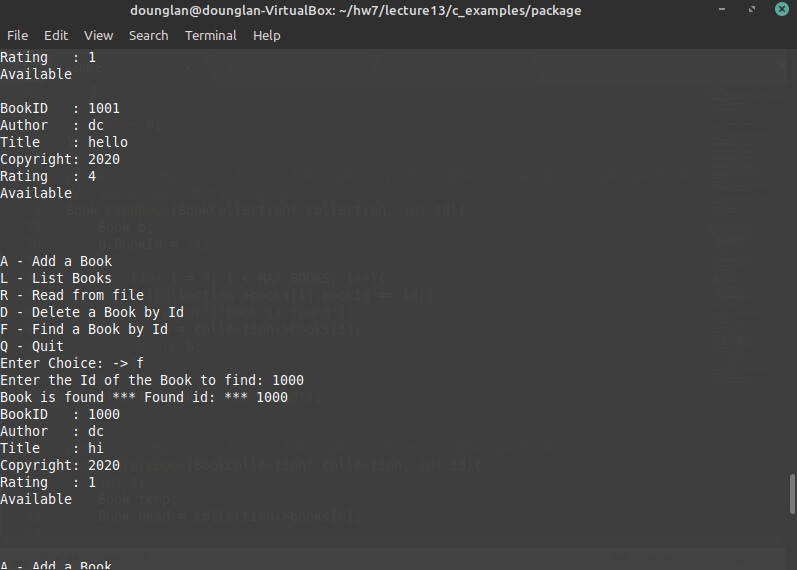 dounglan@dounglan-VirtualBox: ~/hw7/lecture13/c_examples/package
File Edit View Search Terminal Help
Rating   : 1
Available
BookID   : 1001
Author   : dc
Title    : hello
Copyright: 2020
Rating   : 4
Available
A - Add a Book
L - List Books
R - Read from file
D - Delete a Book by Id
F - Find a Book by Id
Q - Quit
Enter Choice: -> f
Enter the Id of the Book to find: 1000
Book is found *** Found id: *** 1000
BookID   : 1000
Author   : dc
Title    : hi
Copyright: 2020
Rating   : 1
Available
A - Add a Book